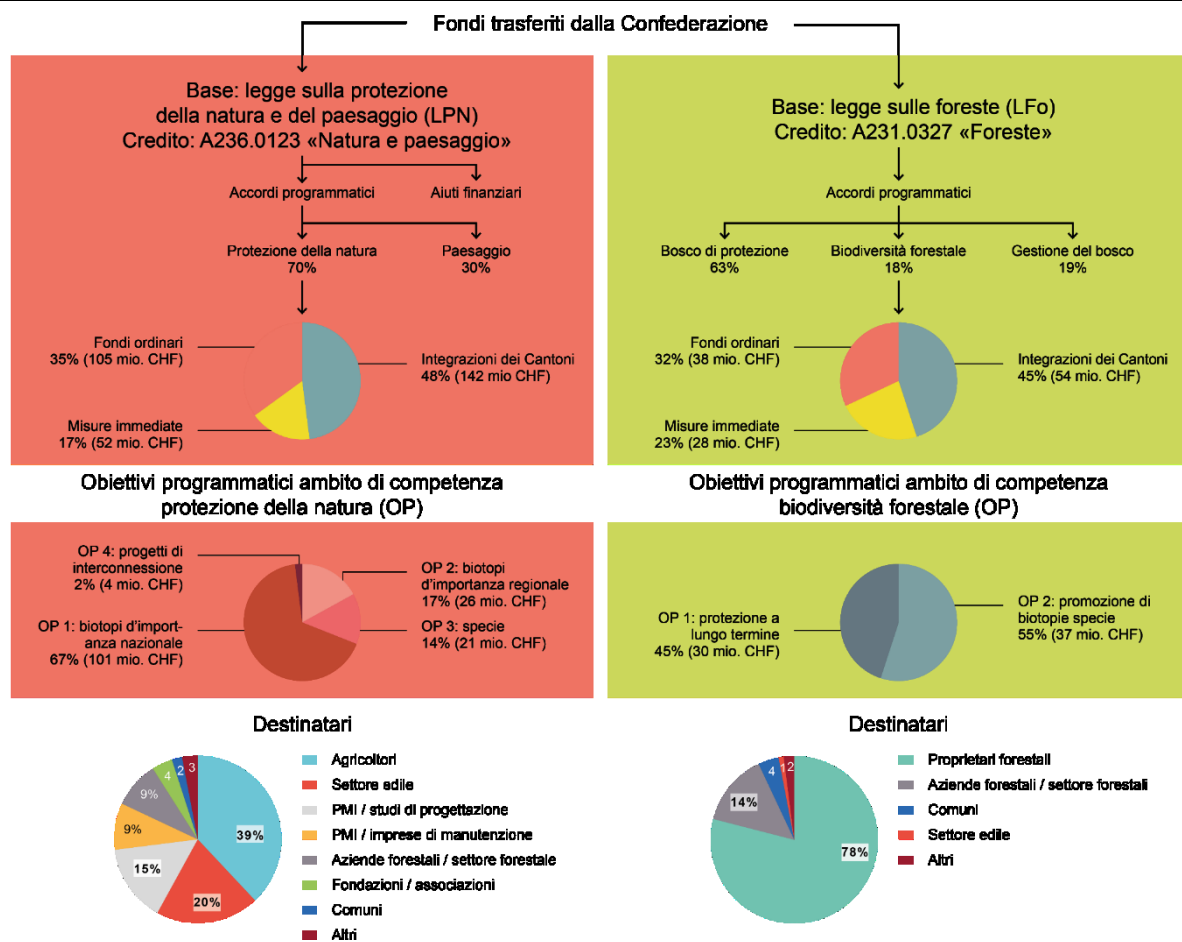 Fondi trasferiti dalla Confederazione
Base: legge sulla protezione
della natura e del paesaggio (LPN)
Credito: A236.0123 «Natura e paesaggio»
Accordi programmatici
Aiuti finanziari
Protezione della natura
70%
Paesaggio
30%
Fondi ordinari
35% (105 mio. CHF)
Integrazioni dei Cantoni
48% (142 mio CHF)
Misure immediate
17% (52 mio. CHF)
Base: legge sulle foreste (LFo)
Credito: A231.0327 «Foreste»
Accordi programmatici
Bosco di protezione
63%
Biodiversità forestale
18%
Gestione del bosco
19%
Fondi ordinari
32% (38 mio. CHF)
Integrazioni dei Cantoni
45% (54 mio. CHF)
Misure immediate
23% (28 mio. CHF)
Obiettivi programmatici ambito di competenza
protezione della natura (OP)
OP 4: progetti di
interconnessione
2% (4 mio. CHF)
OP 2: biotopi
d'importanza regionale
17% (26 mio. CHF)
OP 1: biotopi d'import-
anza nazionale
67% (101 mio. CHF)
OP 3: specie
14% (21 mio. CHF)
Obiettivi programmatici ambito di competenza
biodiversità forestale (OP)
OP 1: protezione a
lungo termine
45% (30 mio. CHF)
OP 2: promozione di
biotopie specie
55% (37 mio. CHF)
Destinatari
39%
20%
15%
9%
9%
4
2
3
Agricoltori
Settore edile
PMI / studi di progettazione
PMI / imprese di manutenzione
Aziende forestali / settore forestale
Fondazioni / associazioni
Comuni
Altri
Destinatari
78%
14%
4
1
2
Proprietari forestali
Aziende forestali / settore forestali
Comuni
Settore edile
Altri